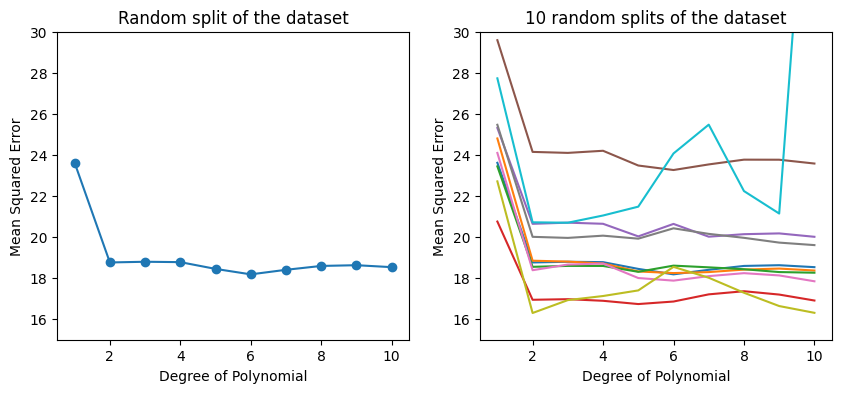 Random split of the dataset
Mean Squared Error
30
28
26
24
22
20
18
16
2 4 6 8 10
Degree of Polynomial
10 random splits of the dataset
Mean Squared Error
30
28
26
24
22
20
18
16
2 4 6 8 10
Degree of Polynomial